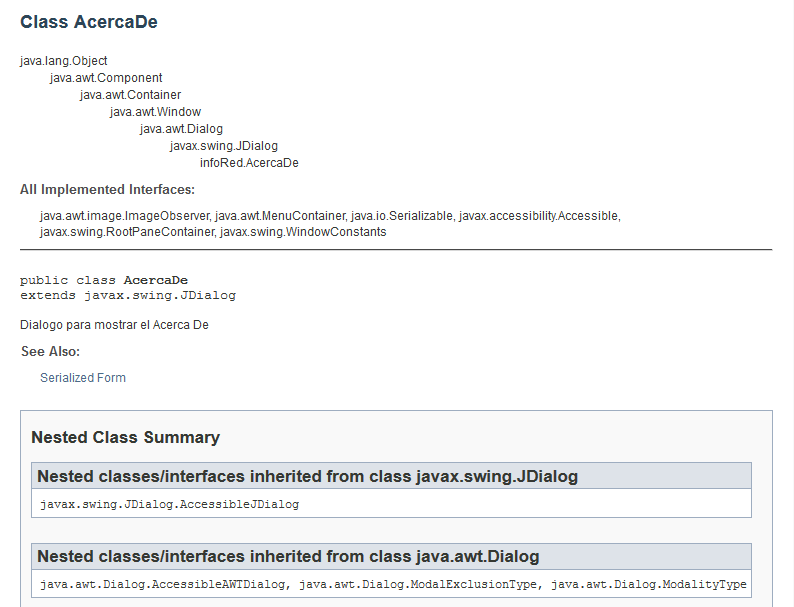 Class AcercaDe
java.lang.Object
java.awt.Component
java.awt.Container
java.awt.Window
java.awt.Dialog
javax.swing.JDialog
infoRed.AcercaDe
All Implemented Interfaces:
java.awt.image.ImageObserver, java.awt.MenuContainer, java.io.Serializable, javax.accessibility.Accessible,
javax.swing.RootPaneContainer, javax.swing.WindowConstants
public class AcercaDe
extends javax.swing.JDialog
Dialogo para mostrar el Acerca De
See Also:
Serialized Form
Nested Class Summary
Nested classes/interfaces inherited from class javax.swing.JDialog
javax.swing.JDialog.AccessibleJDialog
Nested classes/interfaces inherited from class java.awt.Dialog
java.awt.Dialog.AccessibleAWTDialog, java.awt.Dialog.ModalExclusionType, java.awt.Dialog.ModalityType